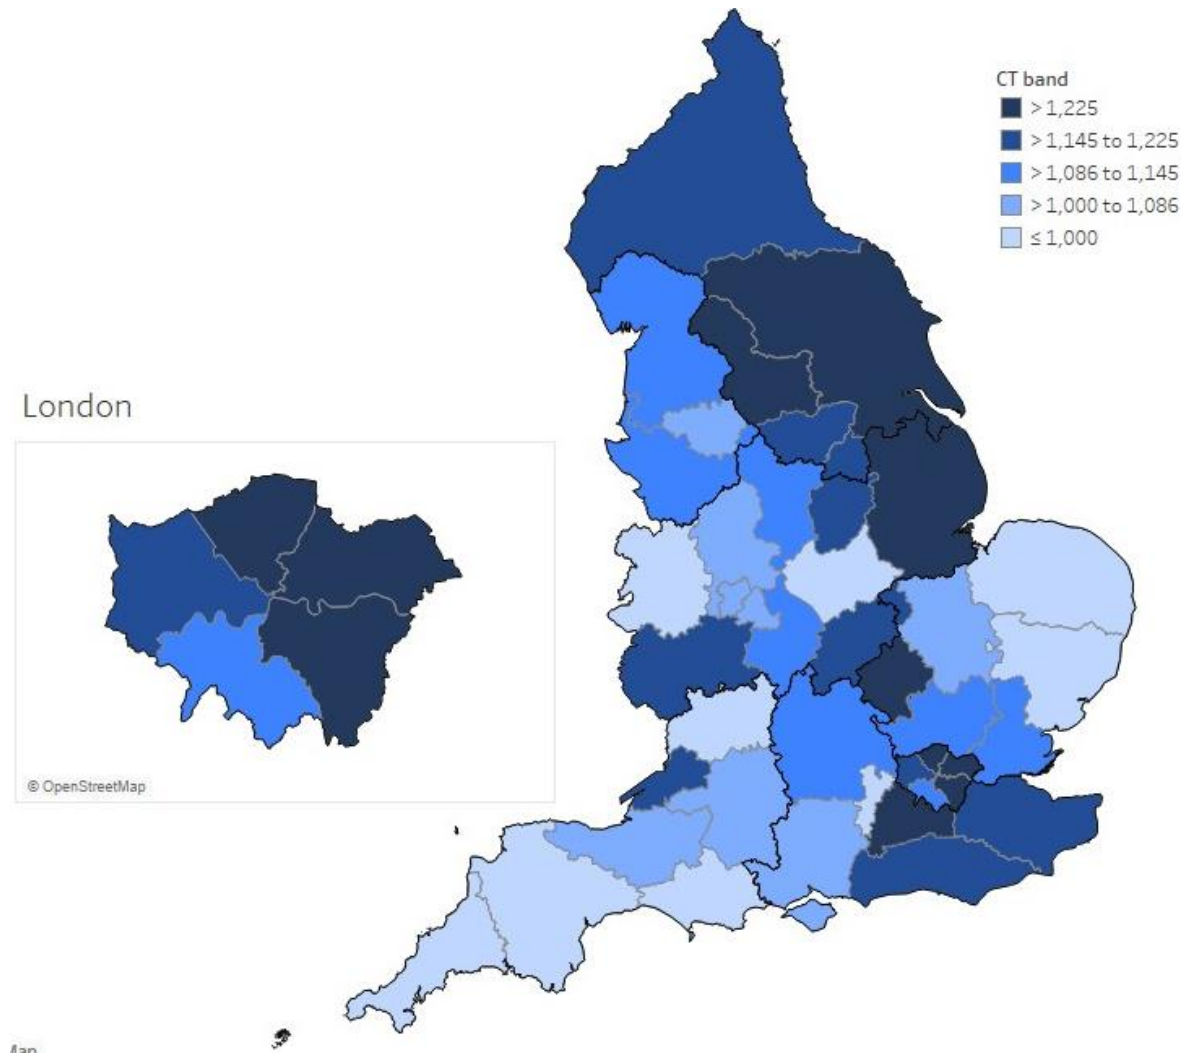 CT band
> 1,225
> 1,145 to 1,225
> 1,086 to 1,145
> 1,000 to 1,086
≤ 1,000
London
© OpenStreetMap